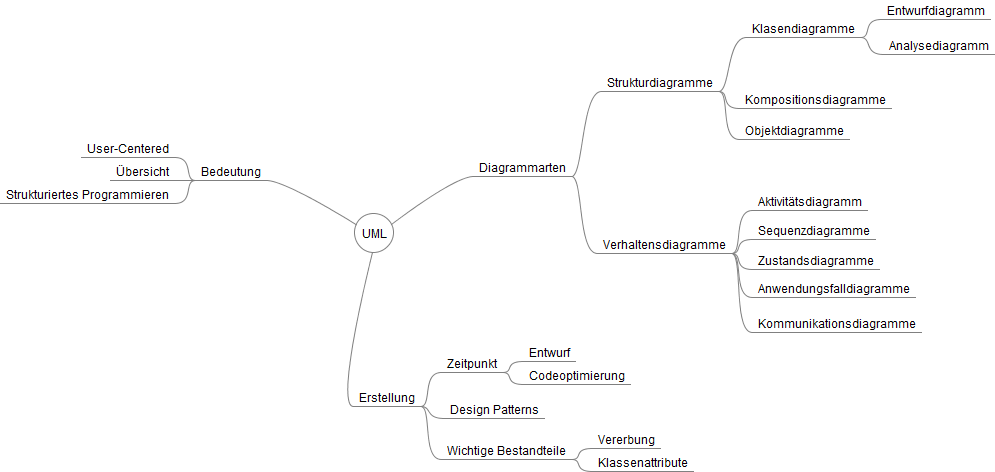 UML
Bedeutung
User-Centered
Übersicht
Strukturiertes Programmieren
Diagrammarten
Strukturdiagramme
Klasendiagramme
Entwurfdiagramm
Analysediagramm
Kompositionsdiagramme
Objektdiagramme
Verhaltensdiagramme
Aktivitätsdiagramm
Sequenzdiagramme
Zustandsdiagramme
Anwendungsfalldiagramme
Kommunikationsdiagramme
Erstellung
Zeitpunkt
Entwurf
Codeoptimierung
Design Patterns
Wichtige Bestandteile
Vererbung
Klassenattribute